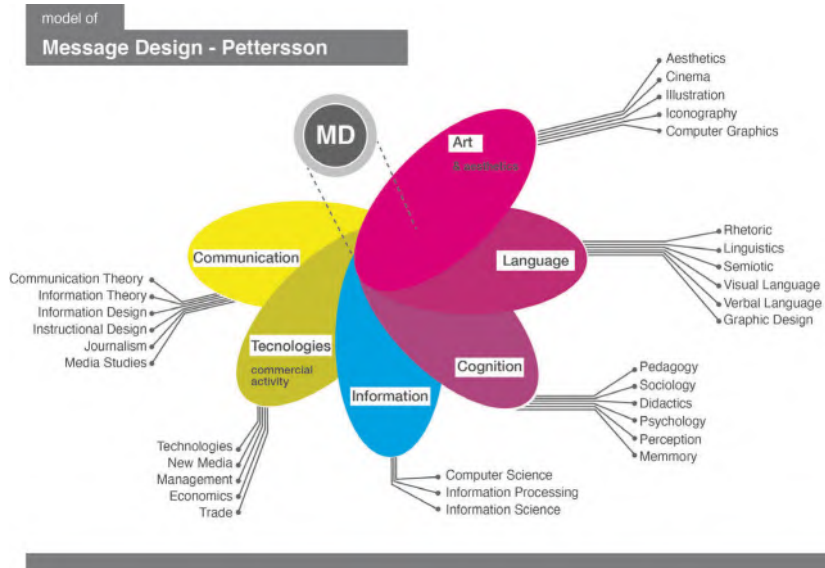 model of
Message Design - Pettersson
MD
Art
& aesthetics
Aesthetics
Cinema
Illustration
Iconography
Computer Graphics
Communication
Language
Rhetoric
Linguistics
Semiotic
Visual Language
Verbal Language
Graphic Design
Communication Theory
Information Theory
Information Design
Instructional Design
Journalism
Media Studies
Tecnologies
commercial
activity
Cognition
Information
Pedagogy
Sociology
Didactics
Psychology
Perception
Memmory
Technologies
New Media
Management
Economics
Trade
Computer Science
Information Processing
Information Science